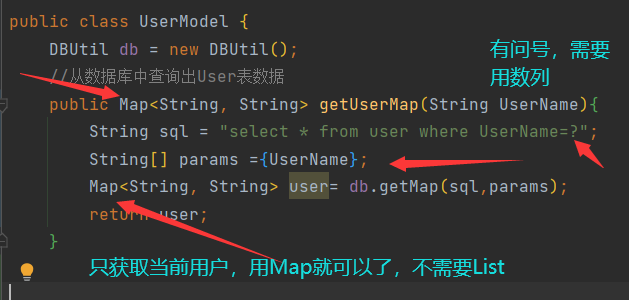 public class UserModel {
DBUtil db = new DBUtil();
//从数据库中查询出User表数据
有问号，需要
用数列
public Map<String, String> getUserMap(String UserName){
String sql = "select * from user where UserName=?";
String[] params ={UserName};
Map<String, String> user= db.getMap(sql,params);
return user;
}
只获取当前用户，用Map就可以了，不需要List